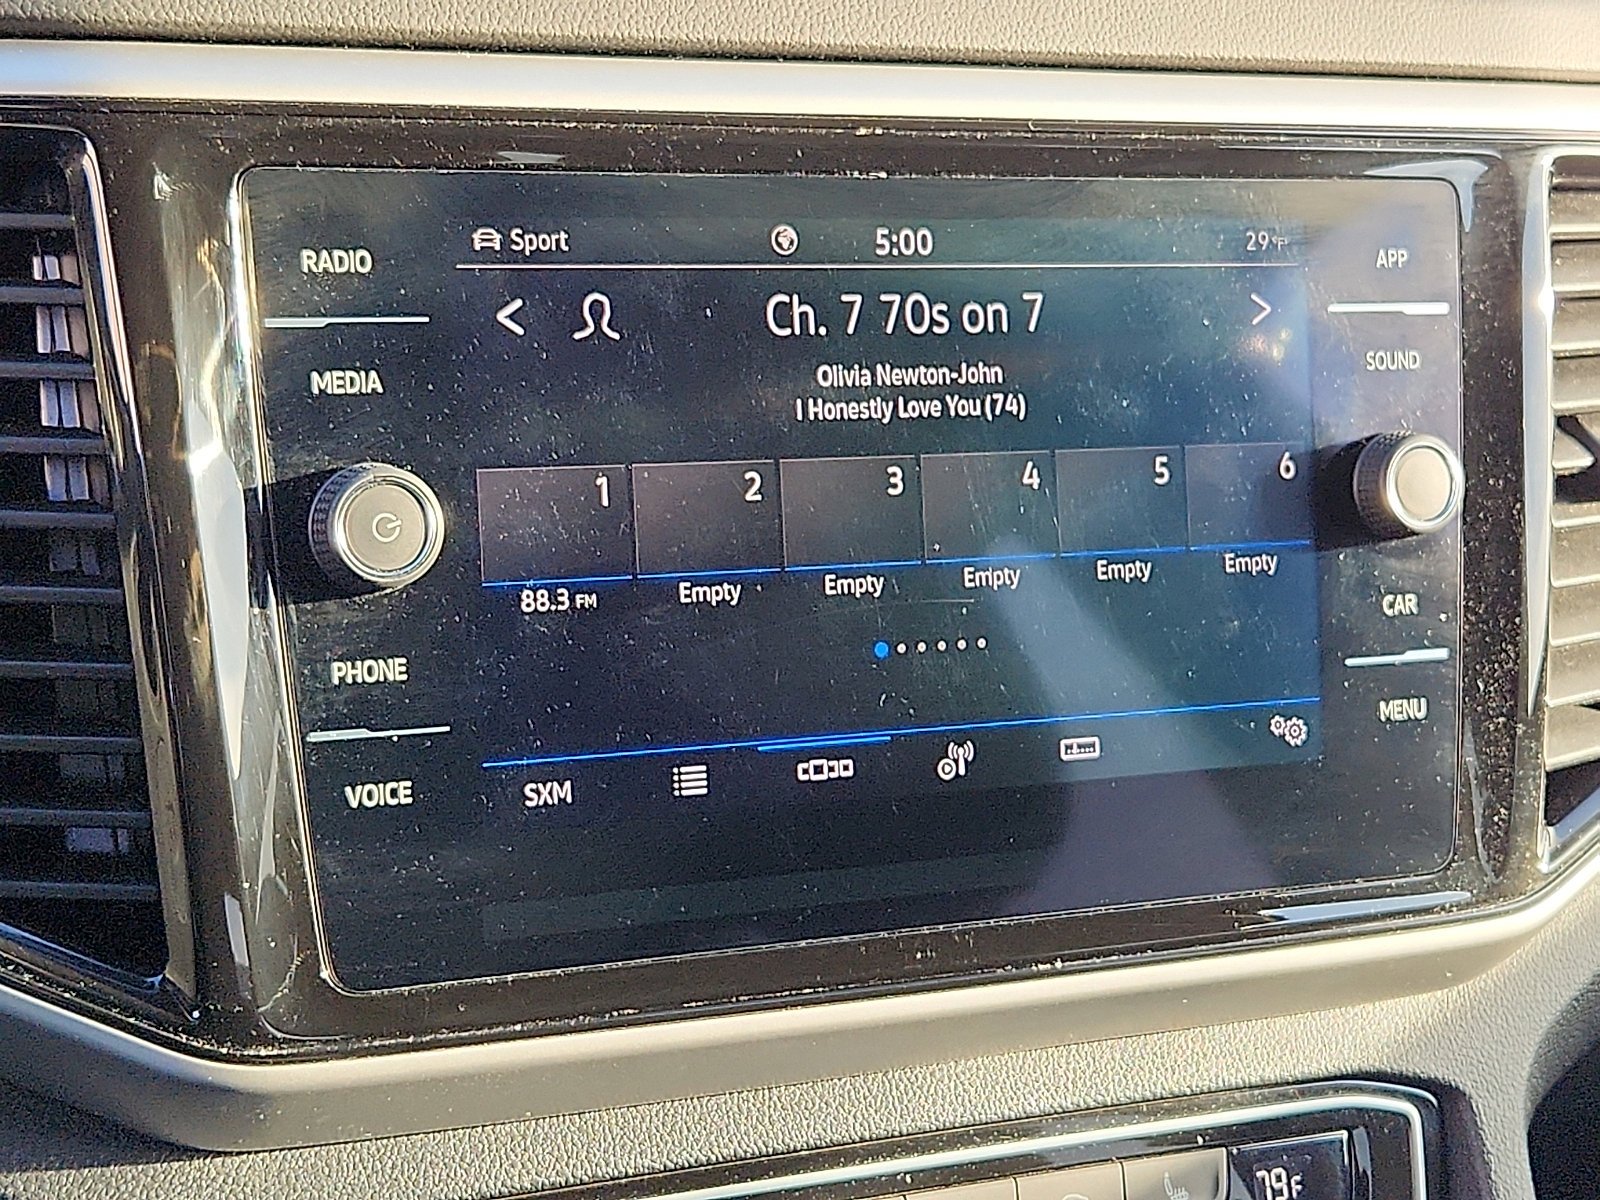 RADIO
MEDIA
PHONE
VOICE
Sport
5:00
29 °F
Ch. 7 70s on 7
Olivia Newton-John
I Honestly Love You (74)
1 2 3 4 5 6
88.3 FM Empty Empty Empty Empty Empty
SXM
APP
SOUND
CAR
MENU
79°F